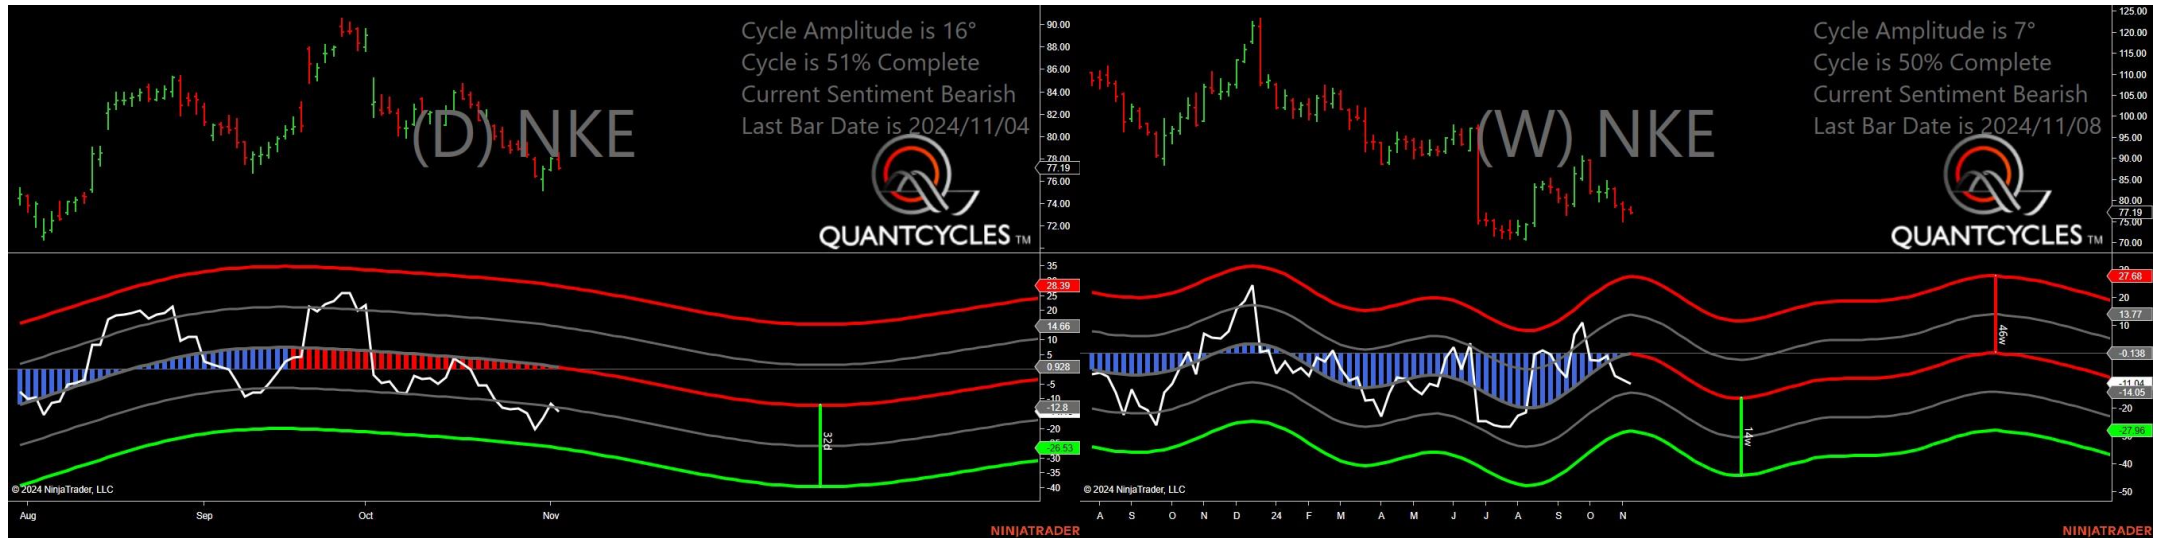 Cycle Amplitude is 16°
Cycle is 51% Complete
Current Sentiment Bearish
Last Bar Date is 2024/11/04
(D) NKE
QUANTCYCLES TM
90.00
88.00
86.00
84.00
82.00
80.00
78.00
77.19
76.00
74.00
72.00
35
28.39
25
20
14.66
10
5
0.928
-5
-10
-12.8
-20
-26.53
-30
-35
-40
32d
© 2024 NinjaTrader, LLC
Aug Sep Oct Nov
NINJATRADER
Cycle Amplitude is 7°
Cycle is 50% Complete
Current Sentiment Bearish
Last Bar Date is 2024/11/08
(W) NKE
QUANTCYCLES TM
125.00
120.00
115.00
110.00
105.00
100.00
95.00
90.00
85.00
80.00
77.19
75.00
70.00
27.68
20
13.77
10
-0.138
-11.04
-14.05
-20
-27.96
-40
-50
46w
14w
© 2024 NinjaTrader, LLC
A S O N D 24 F M A M J J A S O N
NINJATRADER